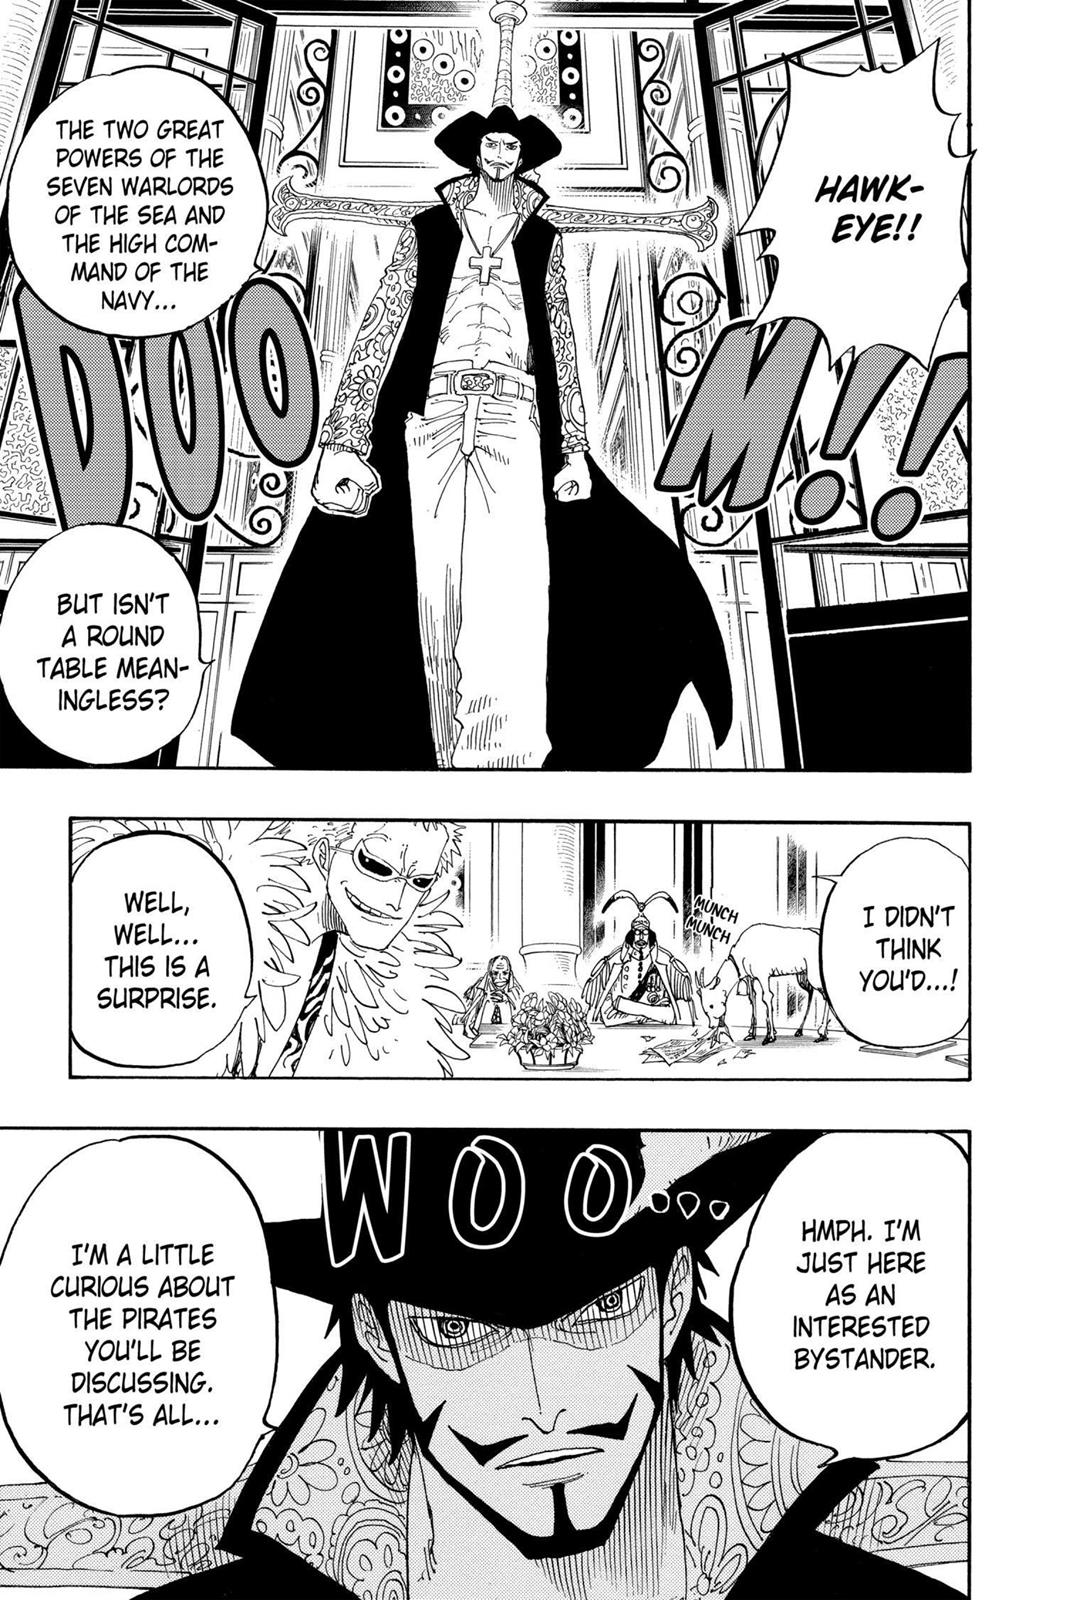 HAWK-
EYE!!
THE TWO GREAT
POWERS OF THE
SEVEN WARLORDS
OF THE SEA AND
THE HIGH COM-
MAND OF THE
NAVY...
DOOM!!
BUT ISN'T
A ROUND
TABLE MEAN-
INGLESS?
I DIDN'T
THINK
YOU'D...!
MUNCH
MUNCH
WELL,
WELL...
THIS IS A
SURPRISE.
HMPH. I'M
JUST HERE
AS AN
INTERESTED
BYSTANDER.
WOO...
I'M A LITTLE
CURIOUS ABOUT
THE PIRATES
YOU'LL BE
DISCUSSING.
THAT'S ALL...